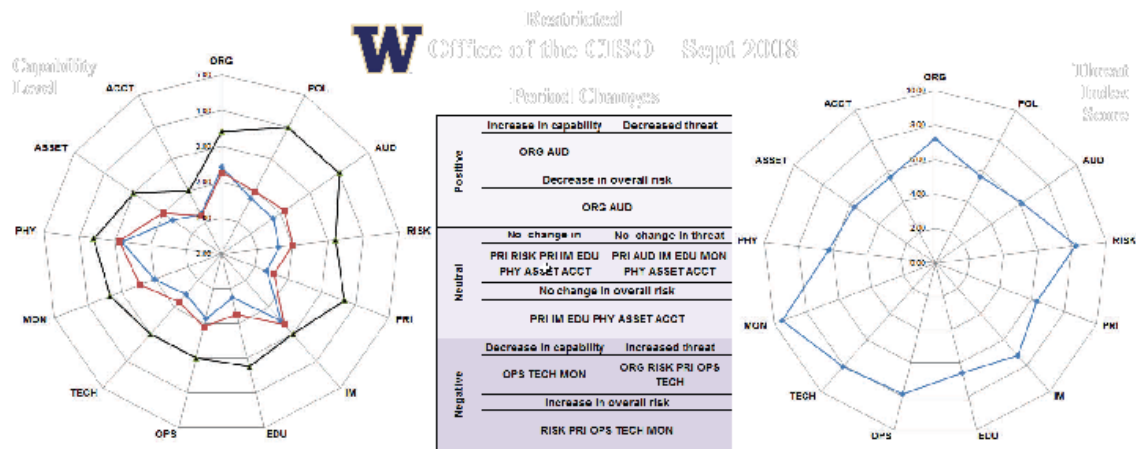 Restricted
W Office of the CISO Sept 2008
Capability
Level
Period Changes
Threat
Index
Score
ORG
POL
AUD
RISK
PRI
IM
EDU
OPS
TECH
MON
PHY
ASSET
ACCT
Positive
Increase in capability Decreased threat
ORG AUD
Decrease in overall risk
ORG AUD
Neutral
No change in No change in threat
PRI RISK PRI IM EDU PRI AUD IM EDU MON
PHY ASSET ACCT PHY ASSET ACCT
No change in overall risk
PRI IM EDU PHY ASSET ACCT
Negative
Decrease in capability Increased threat
OPS TECH MON ORG RISK PRI OPS
TECH
Increase in overall risk
RISK PRI OPS TECH MON
ORG
POL
AUD
RISK
PRI
IM
EDU
OPS
TECH
MON
PHY
ASSET
ACCT